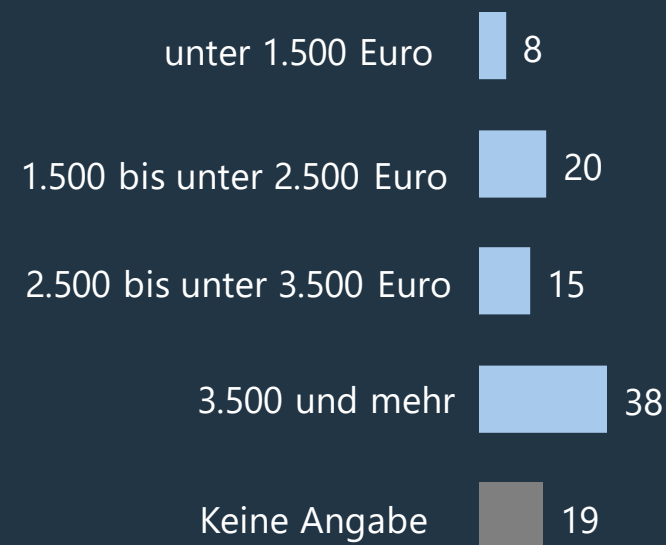 unter 1.500 Euro 8
1.500 bis unter 2.500 Euro 20
2.500 bis unter 3.500 Euro 15
3.500 und mehr 38
Keine Angabe 19